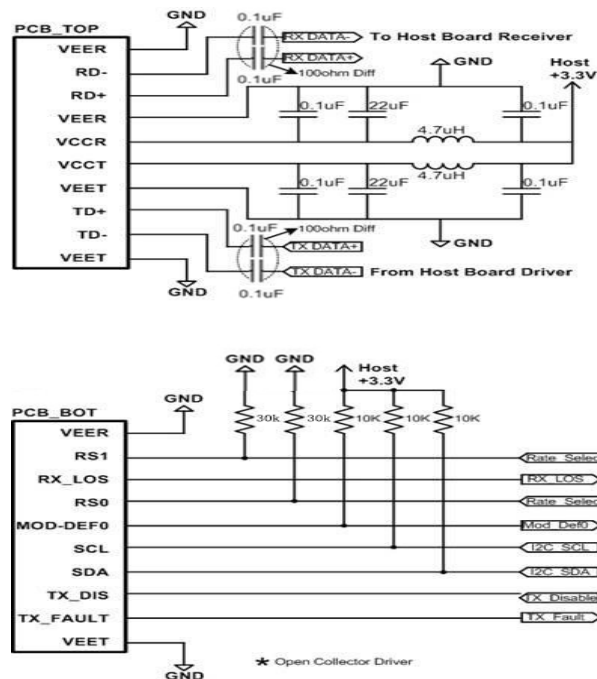 GND
0.1uF
PCB_TOP
RX DATA-
To Host Board Receiver
VEER
RD-
RX DATA+
GND
Host
+3.3V
0.1uF
100ohm Diff
RD+
VEER
0.1uF
22uF
0.1uF
4.7uH
VCCR
VCCT
4.7uH
VEET
0.1uF
22uF
0.1uF
TD+
0.1uF
100ohm Diff
TX DATA+
TD-
GND
VEET
TX DATA-
From Host Board Driver
GND
0.1uF
GND
GND
Host
+3.3V
GND
PCB_BOT
30k
30k
10K
10K
10K
VEER
RS1
Rate_Selec
RX_LOS
RX_LOS
RS0
Rate_Selec
MOD-DEF0
Mod_Def0
SCL
I2C_SCL
SDA
I2C_SDA
TX_DIS
TX_Disable
TX_FAULT
TX_Fault
VEET
GND
* Open Collector Driver